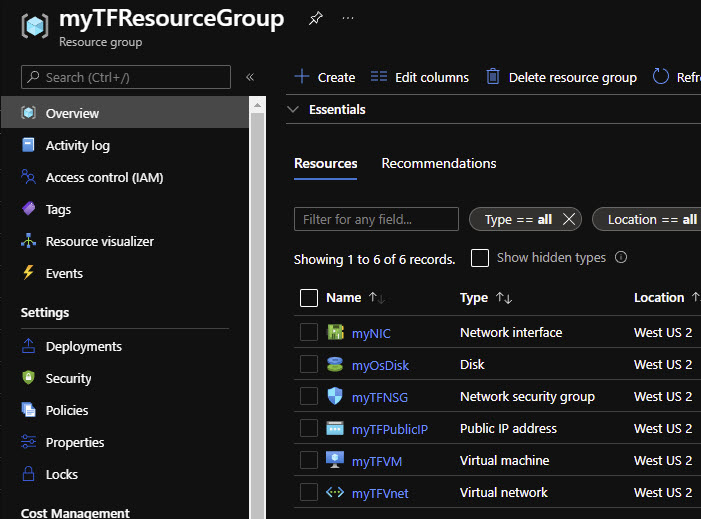 myTFResourceGroup
Resource group
Search (Ctrl+/)
Overview
Activity log
Access control (IAM)
Tags
Resource visualizer
Events
Settings
Deployments
Security
Policies
Properties
Locks
Cost Management
Create Edit columns Delete resource group Refr
Essentials
Resources Recommendations
Filter for any field... Type == all Location == all
Showing 1 to 6 of 6 records. Show hidden types
Name Type Location
myNIC Network interface West US 2
myOsDisk Disk West US 2
myTFNSG Network security group West US 2
myTFPublicIP Public IP address West US 2
myTFVM Virtual machine West US 2
myTFVnet Virtual network West US 2